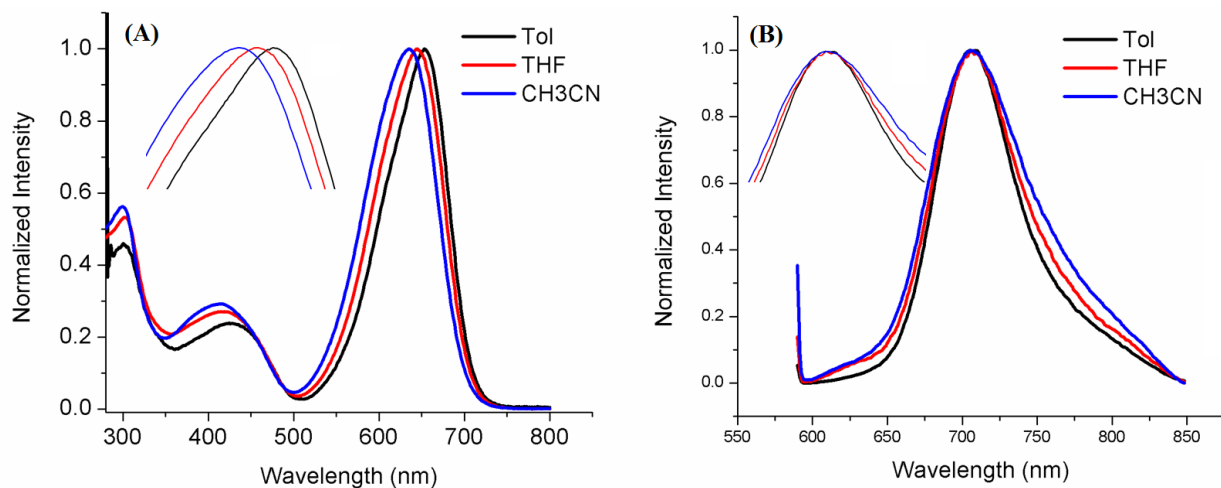 (A)
Tol
THF
CH3CN
Normalized Intensity
1.0
0.8
0.6
0.4
0.2
0.0
300 400 500 600 700 800
Wavelength (nm)
(B)
Tol
THF
CH3CN
Normalized Intensity
1.0
0.8
0.6
0.4
0.2
0.0
550 600 650 700 750 800 850
Wavelength (nm)